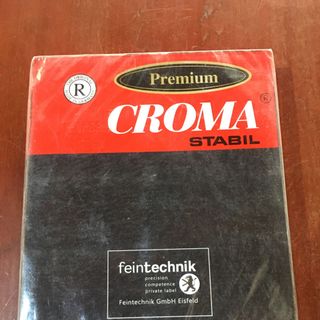 Premium
R
CROMA
R
STABIL
feintechnik
precision
competence
private label
Feintechnik GmbH Eisfeld